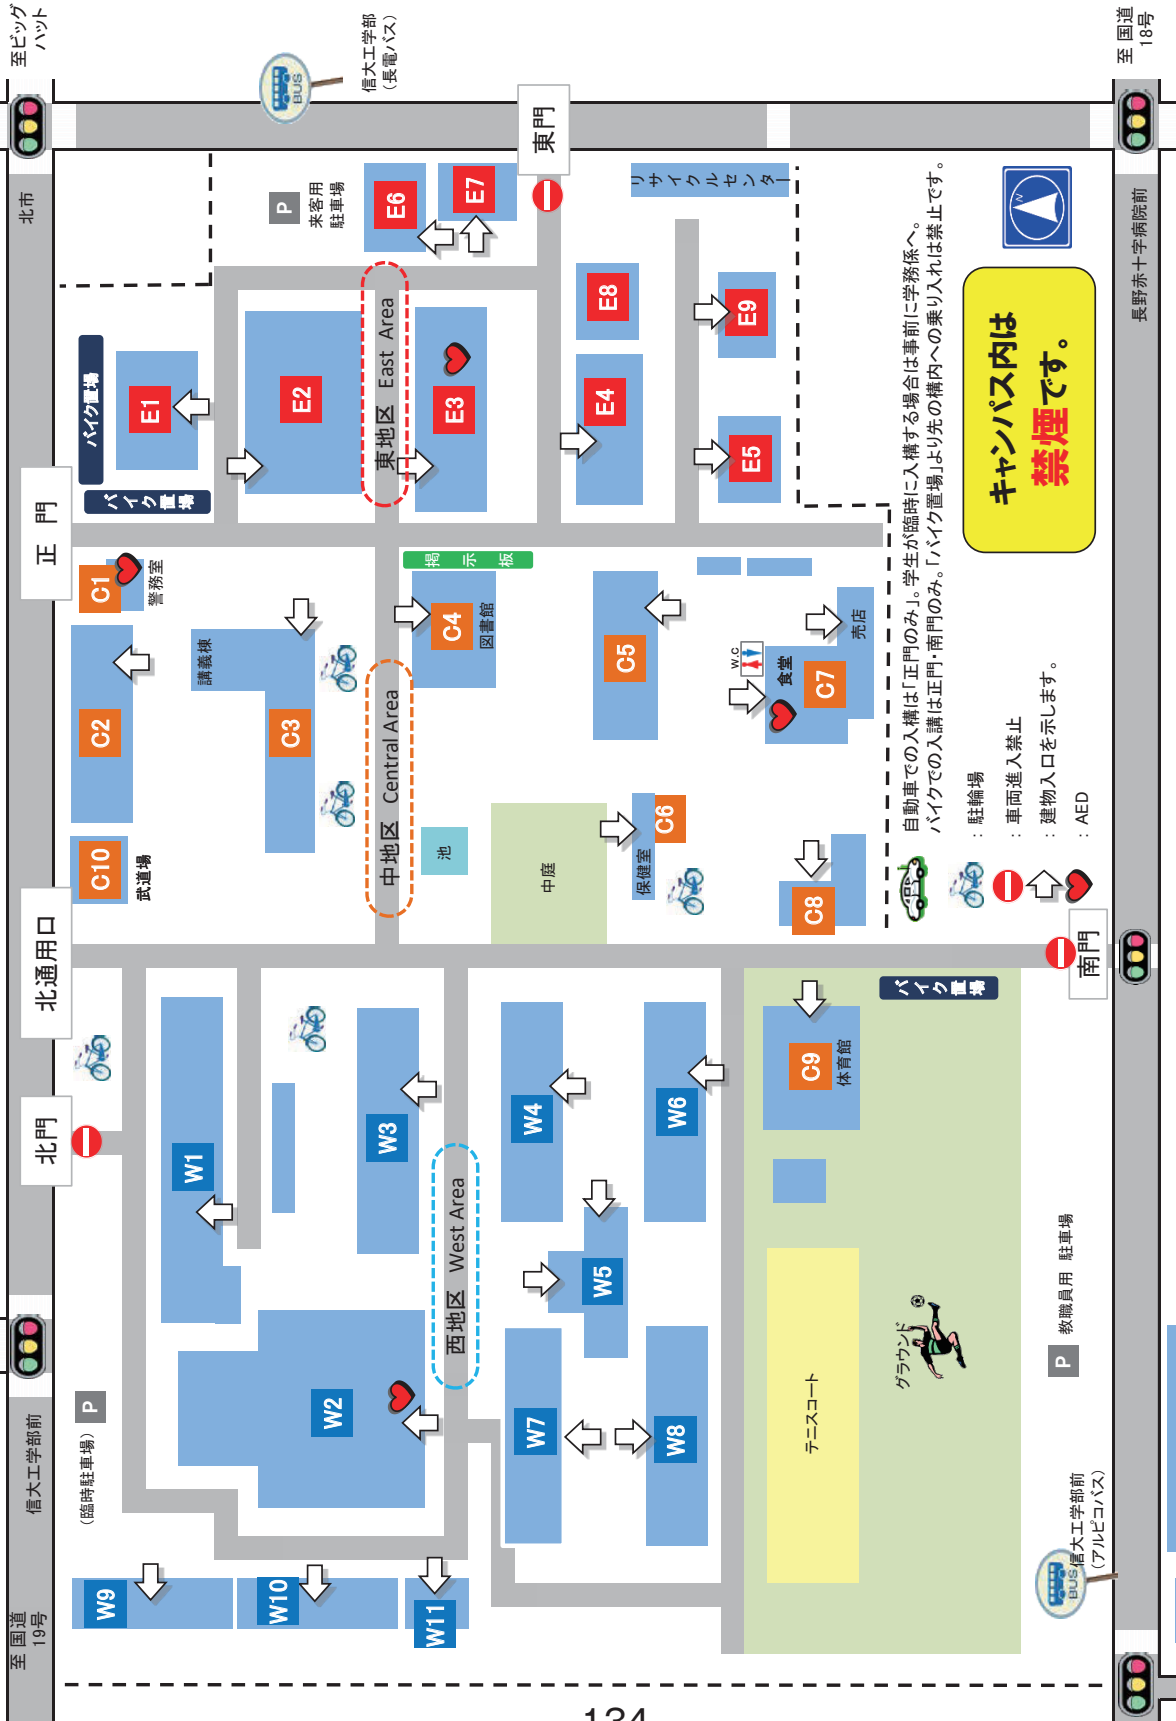 至 国道
19号
信大工学部前
北市
至ビッグ
ハット
P
(臨時駐車場)
北門
北通用口
正 門
バイク置場
バイク置場
C10
武道場
C2
C1
警務室
E1
P
来客用
駐車場
BUS
信大工学部
(長電バス)
W9
W10
W11
W1
W2
W3
講義棟
C3
E2
E6
E7
西地区 West Area
中地区 Central Area
東地区 East Area
池
掲示板
C4
図書館
E3
東門
W7
W4
中庭
W5
保健室
C6
C5
E4
E8
リサイクルセンター
W8
W6
w.c
食堂
C7
売店
E5
E9
テニスコート
C9
体育館
C8
グラウンド
バイク置場
自動車での入構は「正門のみ」。学生が臨時に入構する場合は事前に学務係へ。
バイクでの入講は正門・南門のみ。「バイク置場」より先の構内への乗り入れは禁止です。
:駐輪場
:車両進入禁止
:建物入口を示します。
:AED
キャンパス内は
禁煙です。
N
P
教職員用 駐車場
南門
BUS
信大工学部前
(アルピコバス)
長野赤十字病院前
至 国道
18号
134